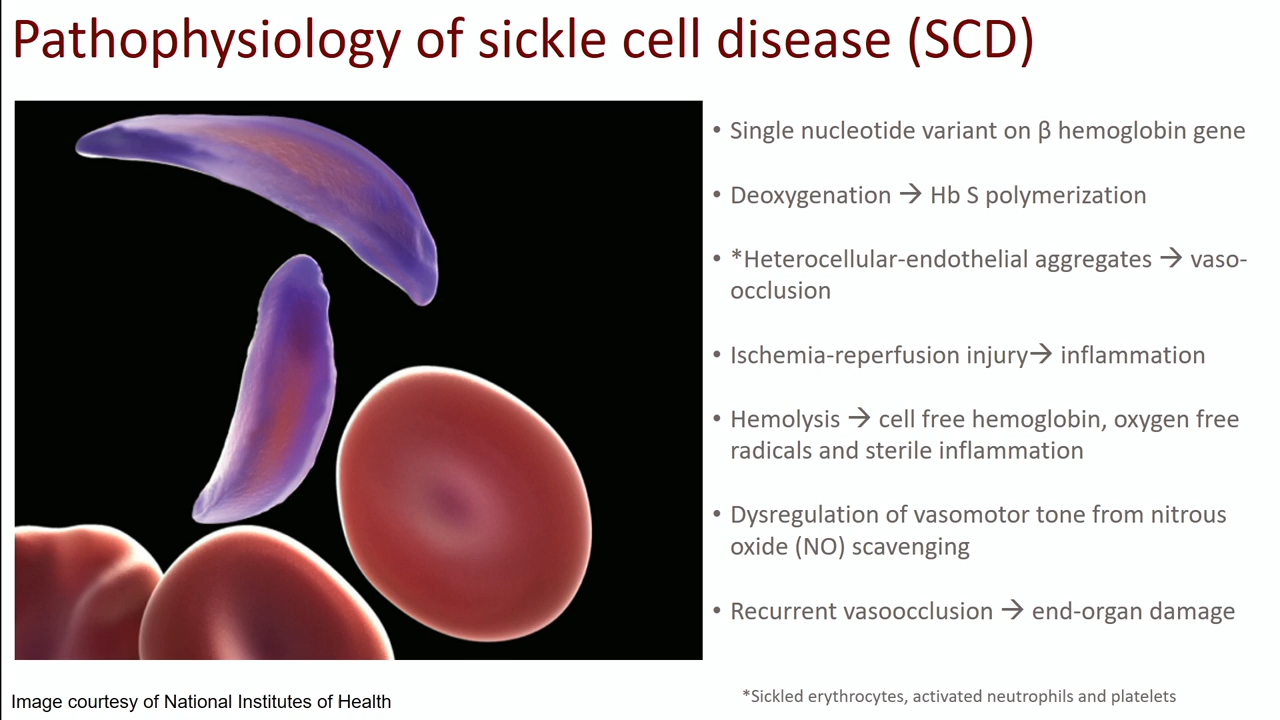 Pathophysiology of sickle cell disease (SCD)
• Single nucleotide variant on β hemoglobin gene
• Deoxygenation → Hb S polymerization
• *Heterocellular-endothelial aggregates → vaso-
occlusion
• Ischemia-reperfusion injury→ inflammation
• Hemolysis → cell free hemoglobin, oxygen free
radicals and sterile inflammation
• Dysregulation of vasomotor tone from nitrous
oxide (NO) scavenging
• Recurrent vasoocclusion → end-organ damage
Image courtesy of National Institutes of Health
*Sickled erythrocytes, activated neutrophils and platelets